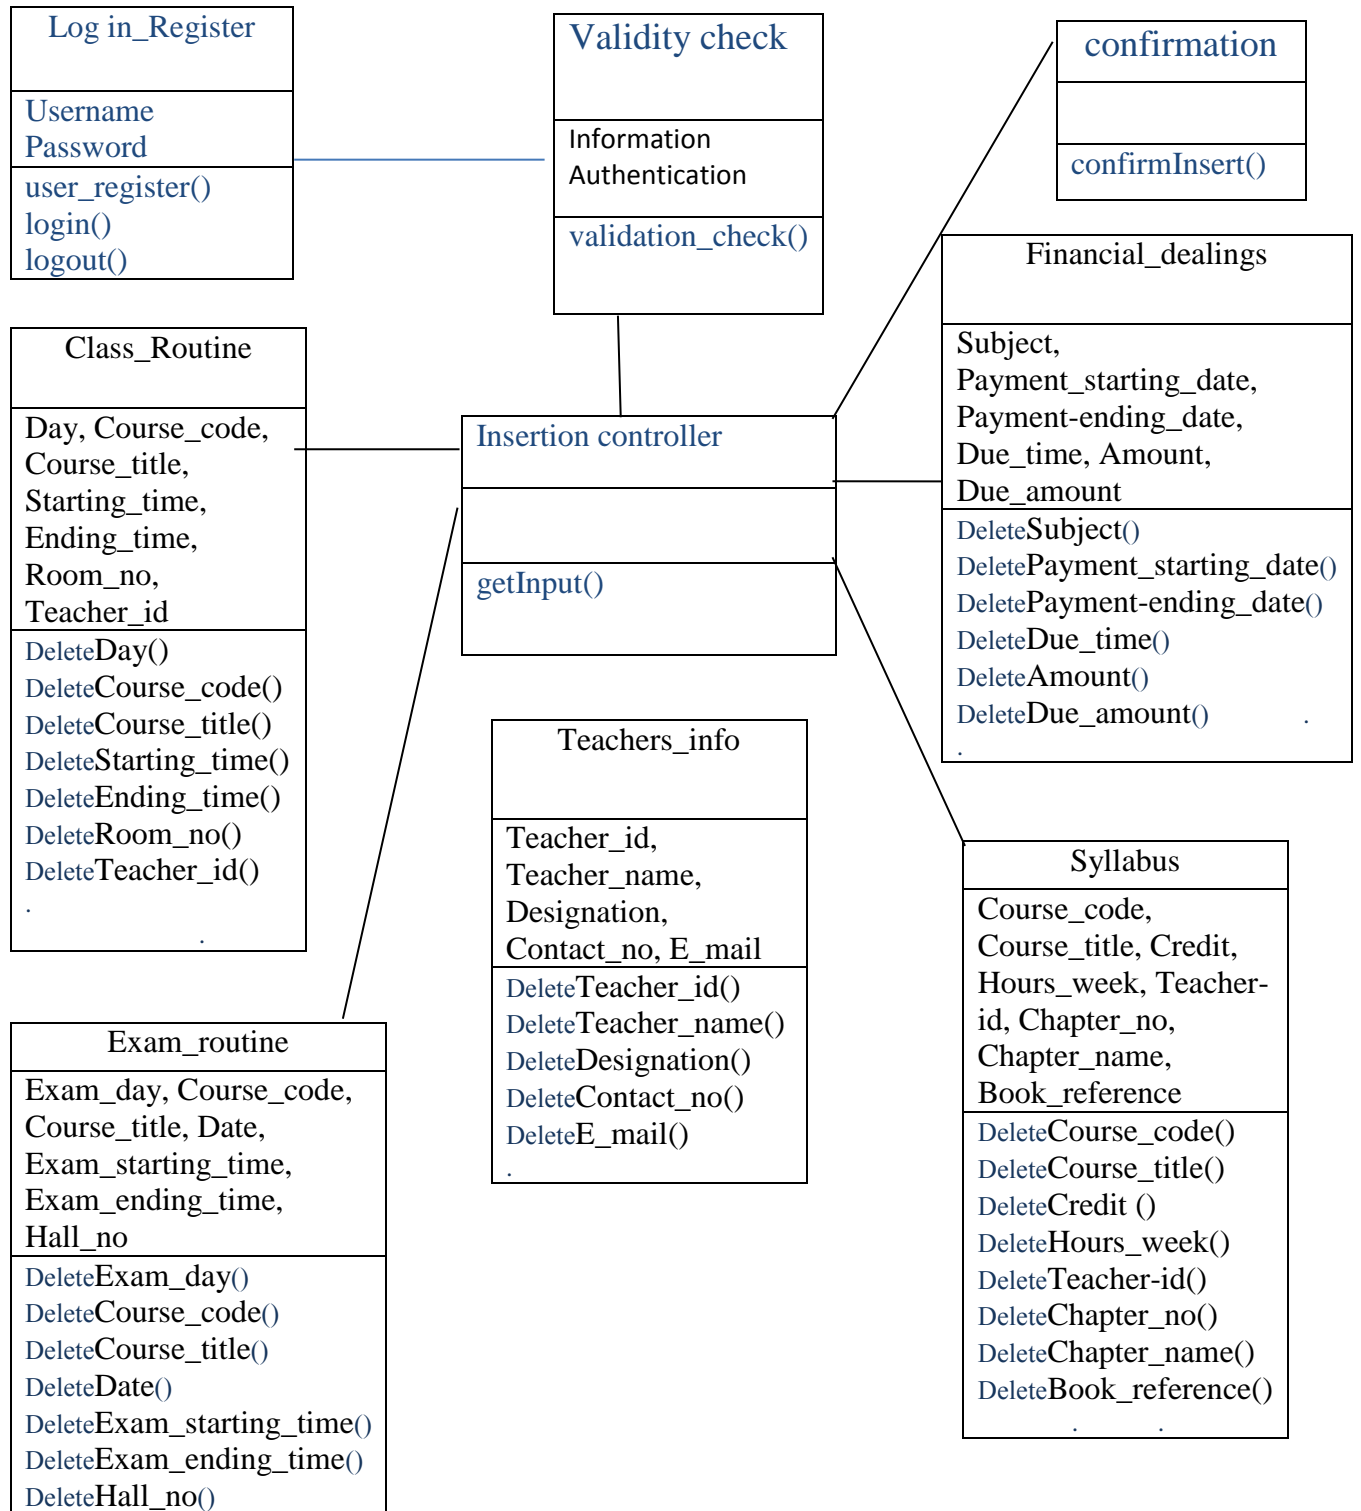 Log in_Register
Username
Password
user_register()
login()
logout()
Validity check
Information
Authentication
validation_check()
confirmation
confirmInsert()
Financial_dealings
Subject,
Payment_starting_date,
Payment-ending_date,
Due_time, Amount,
Due_amount
DeleteSubject()
DeletePayment_starting_date()
DeletePayment-ending_date()
DeleteDue_time()
DeleteAmount()
DeleteDue_amount() .
.
Class_Routine
Day, Course_code,
Course_title,
Starting_time,
Ending_time,
Room_no,
Teacher_id
DeleteDay()
DeleteCourse_code()
DeleteCourse_title()
DeleteStarting_time()
DeleteEnding_time()
DeleteRoom_no()
DeleteTeacher_id()
.
.
Insertion controller
getInput()
Teachers_info
Teacher_id,
Teacher_name,
Designation,
Contact_no, E_mail
DeleteTeacher_id()
DeleteTeacher_name()
DeleteDesignation()
DeleteContact_no()
DeleteE_mail()
.
Syllabus
Course_code,
Course_title, Credit,
Hours_week, Teacher-
id, Chapter_no,
Chapter_name,
Book_reference
DeleteCourse_code()
DeleteCourse_title()
DeleteCredit ()
DeleteHours_week()
DeleteTeacher-id()
DeleteChapter_no()
DeleteChapter_name()
DeleteBook_reference()
. .
Exam_routine
Exam_day, Course_code,
Course_title, Date,
Exam_starting_time,
Exam_ending_time,
Hall_no
DeleteExam_day()
DeleteCourse_code()
DeleteCourse_title()
DeleteDate()
DeleteExam_starting_time()
DeleteExam_ending_time()
DeleteHall_no()